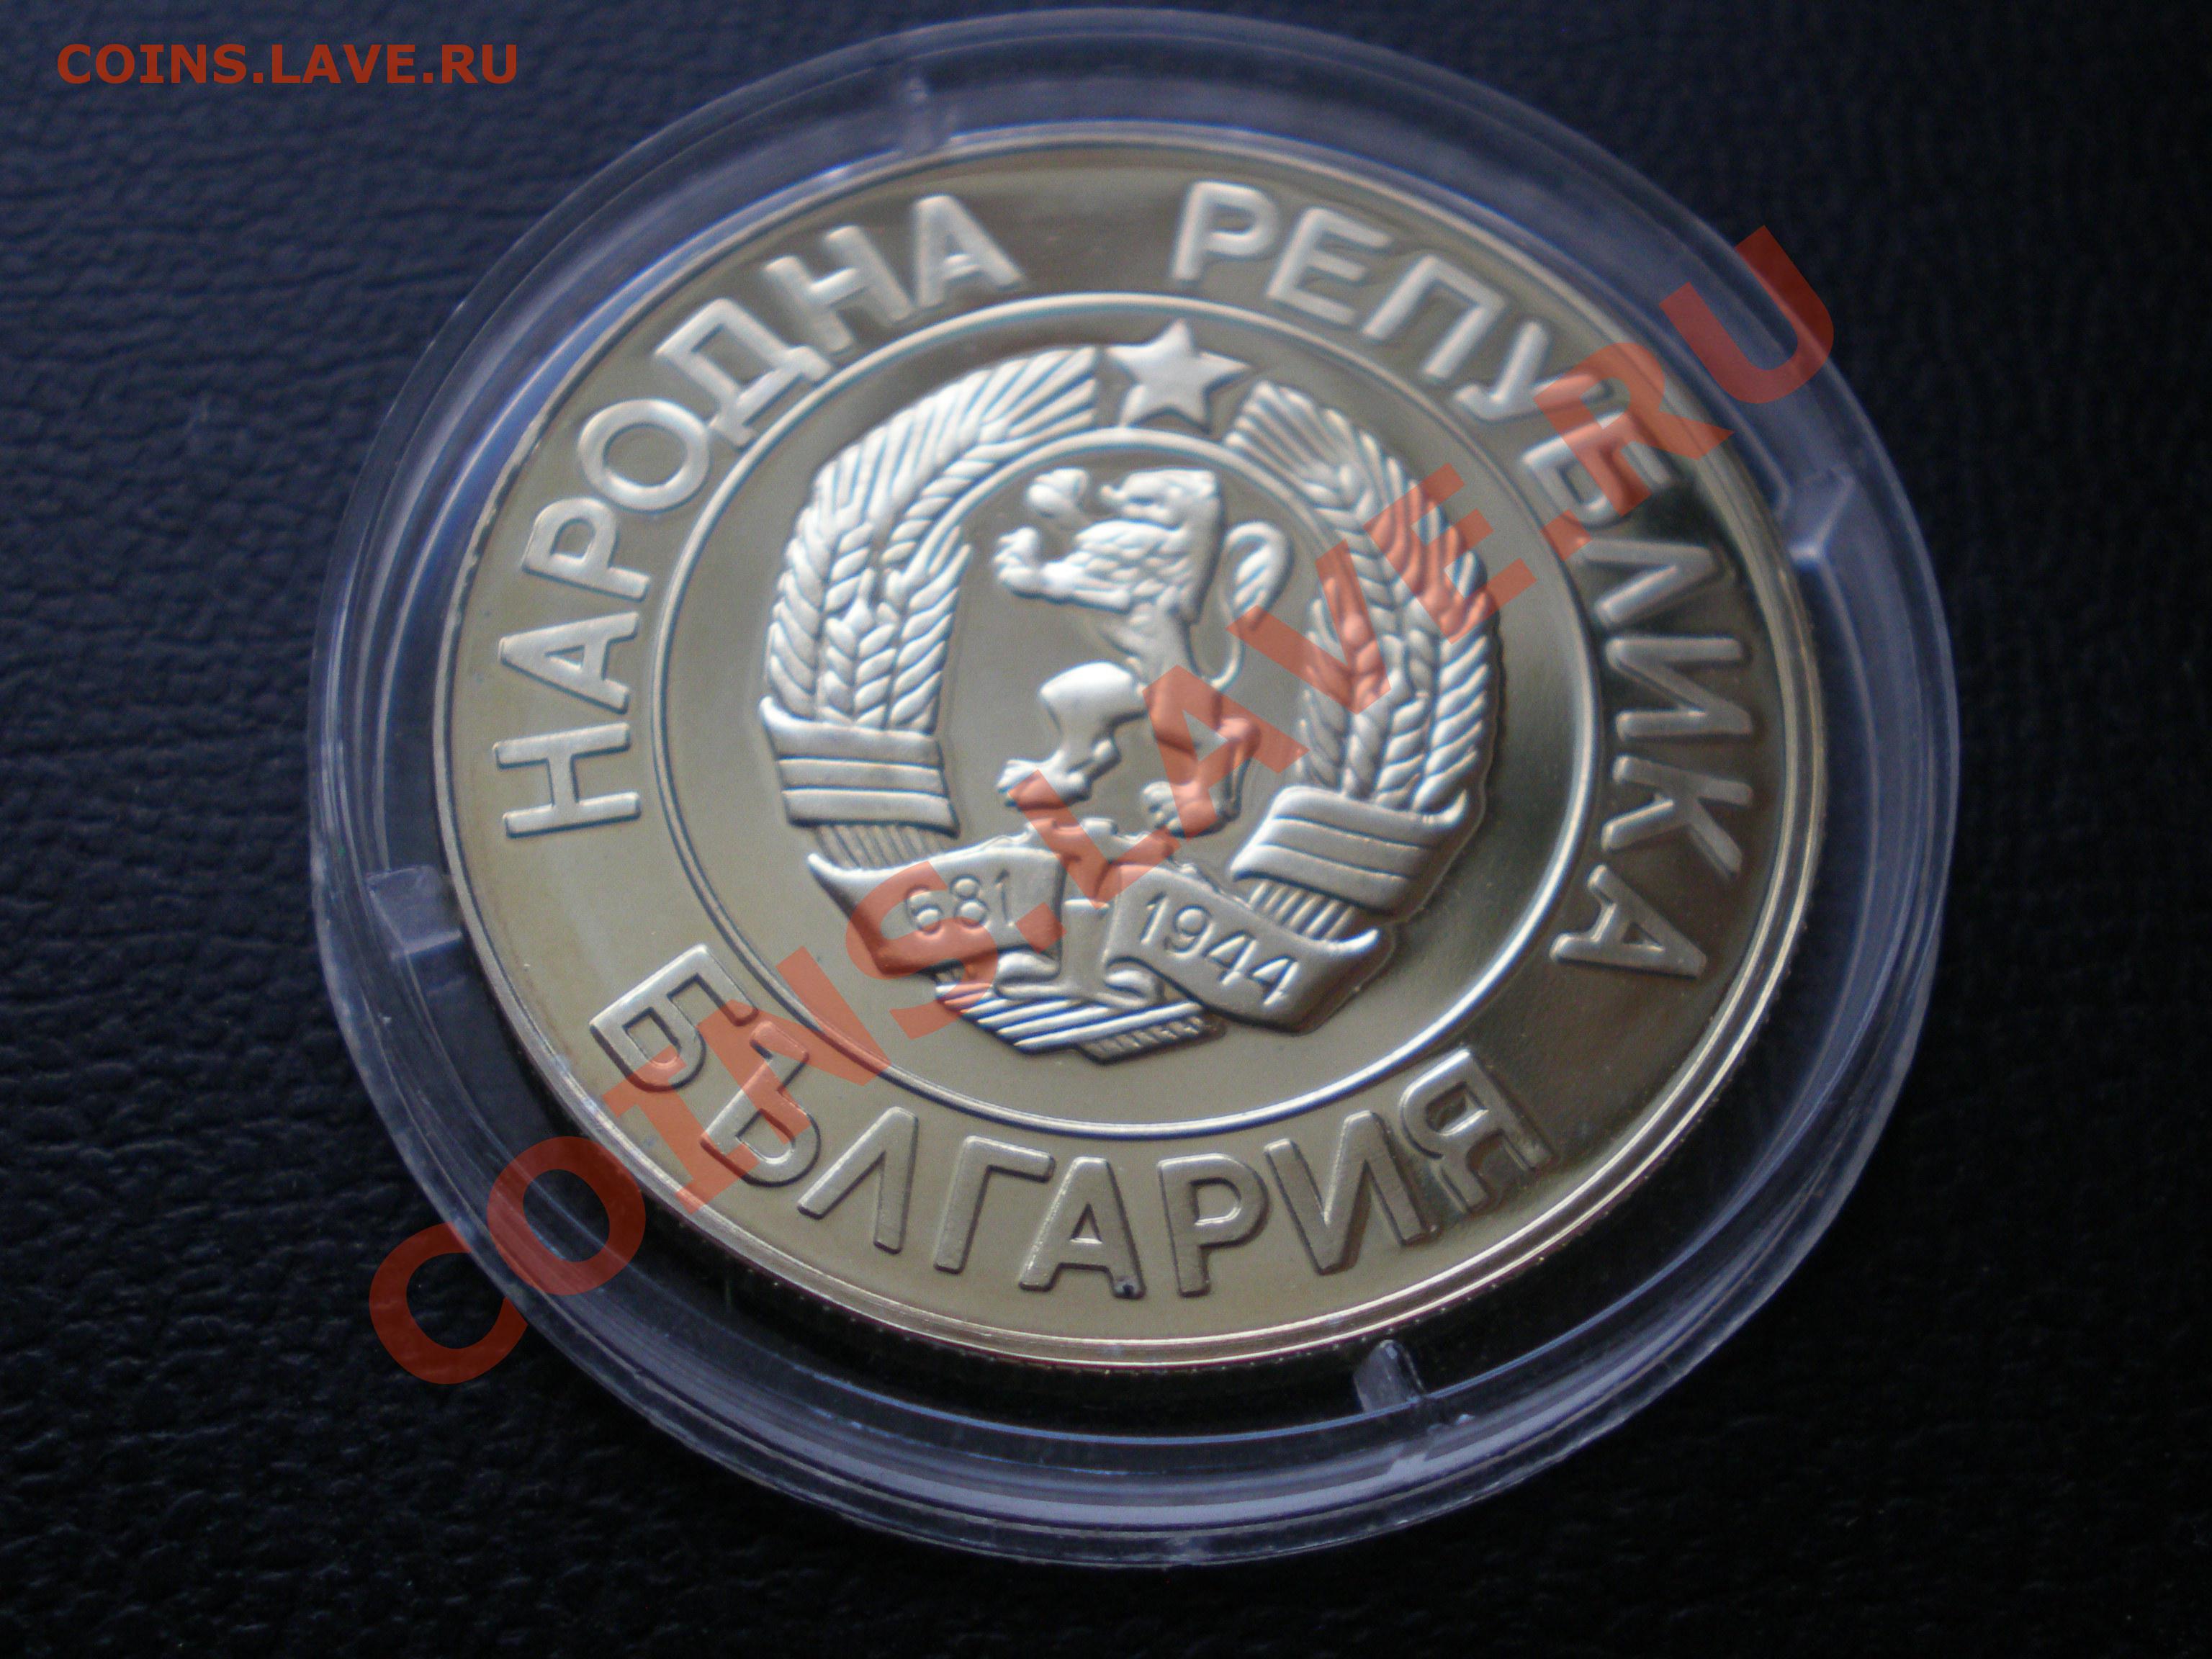 COINS.LAVE.RU
НАРОДНА РЕПУБЛИКА
БЪЛГАРИЯ
681 1944
COINS.LAVE.RU